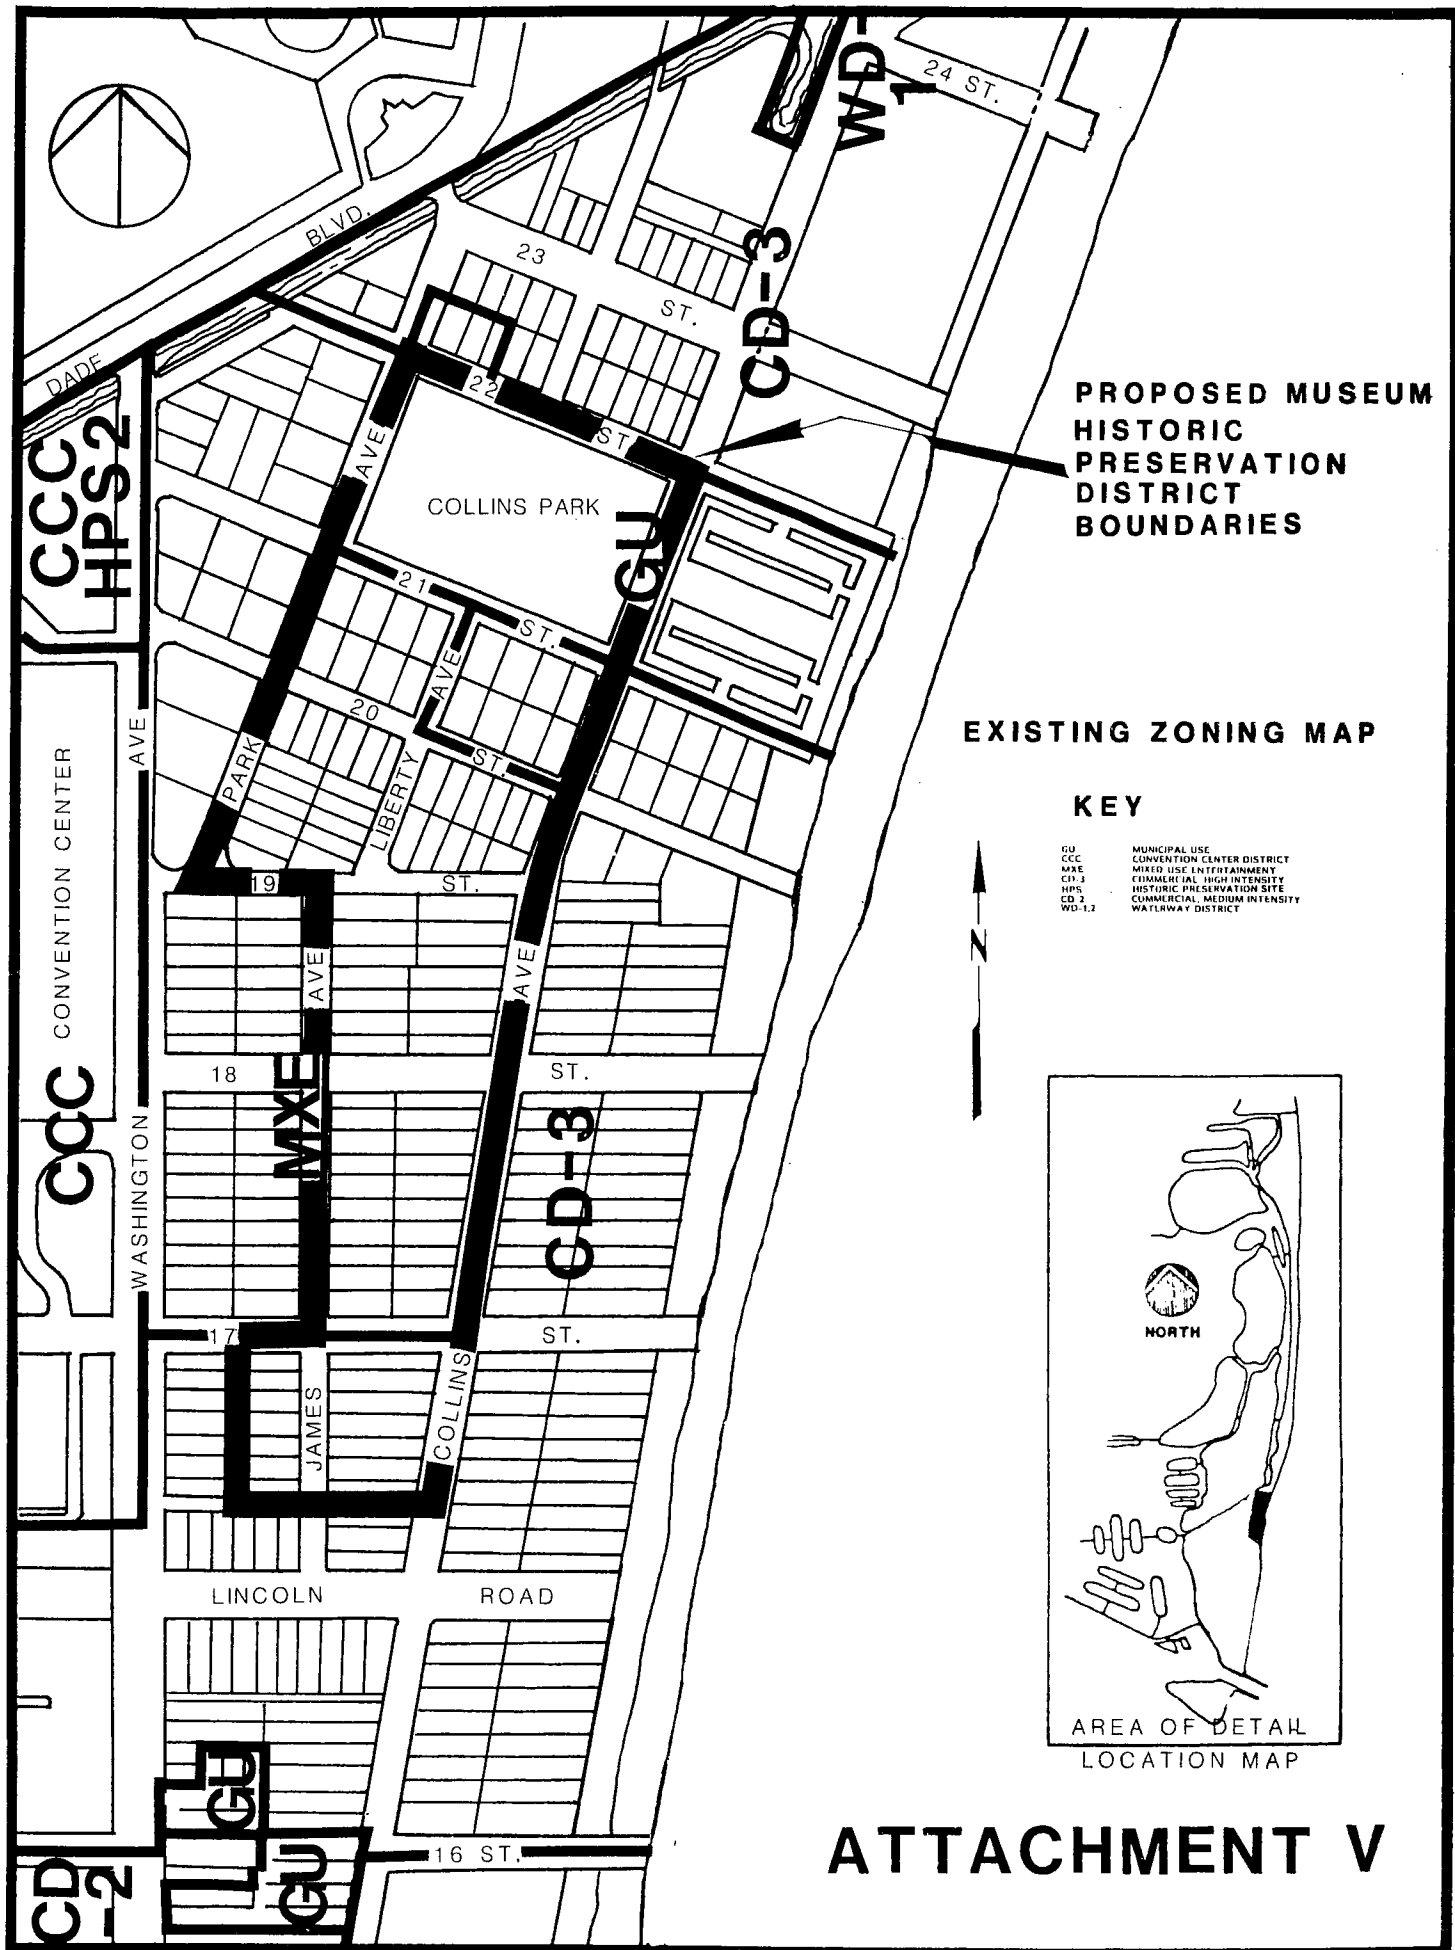 WD-
1
24 ST.
BLVD.
23
ST.
CD-3
DADE
22
ST
AVE
PROPOSED MUSEUM
HISTORIC
PRESERVATION
DISTRICT
BOUNDARIES
CCC
HPS2
COLLINS PARK
GU
21
ST.
AVE
20
ST.
EXISTING ZONING MAP
AVE
PARK
LIBERTY
CONVENTION CENTER
KEY
GU MUNICIPAL USE
CCC CONVENTION CENTER DISTRICT
MXE MIXED USE ENTERTAINMENT
CD-3 COMMERCIAL HIGH INTENSITY
HPS HISTORIC PRESERVATION SITE
CD 2 COMMERCIAL, MEDIUM INTENSITY
WD-1,2 WATERWAY DISTRICT
19
ST.
N
AVE
AVE
18
ST.
MXE
CCC
CD-3
WASHINGTON
NORTH
17
ST.
JAMES
COLLINS
LINCOLN ROAD
AREA OF DETAIL
LOCATION MAP
GU
GU
16 ST.
CD
-2
ATTACHMENT V